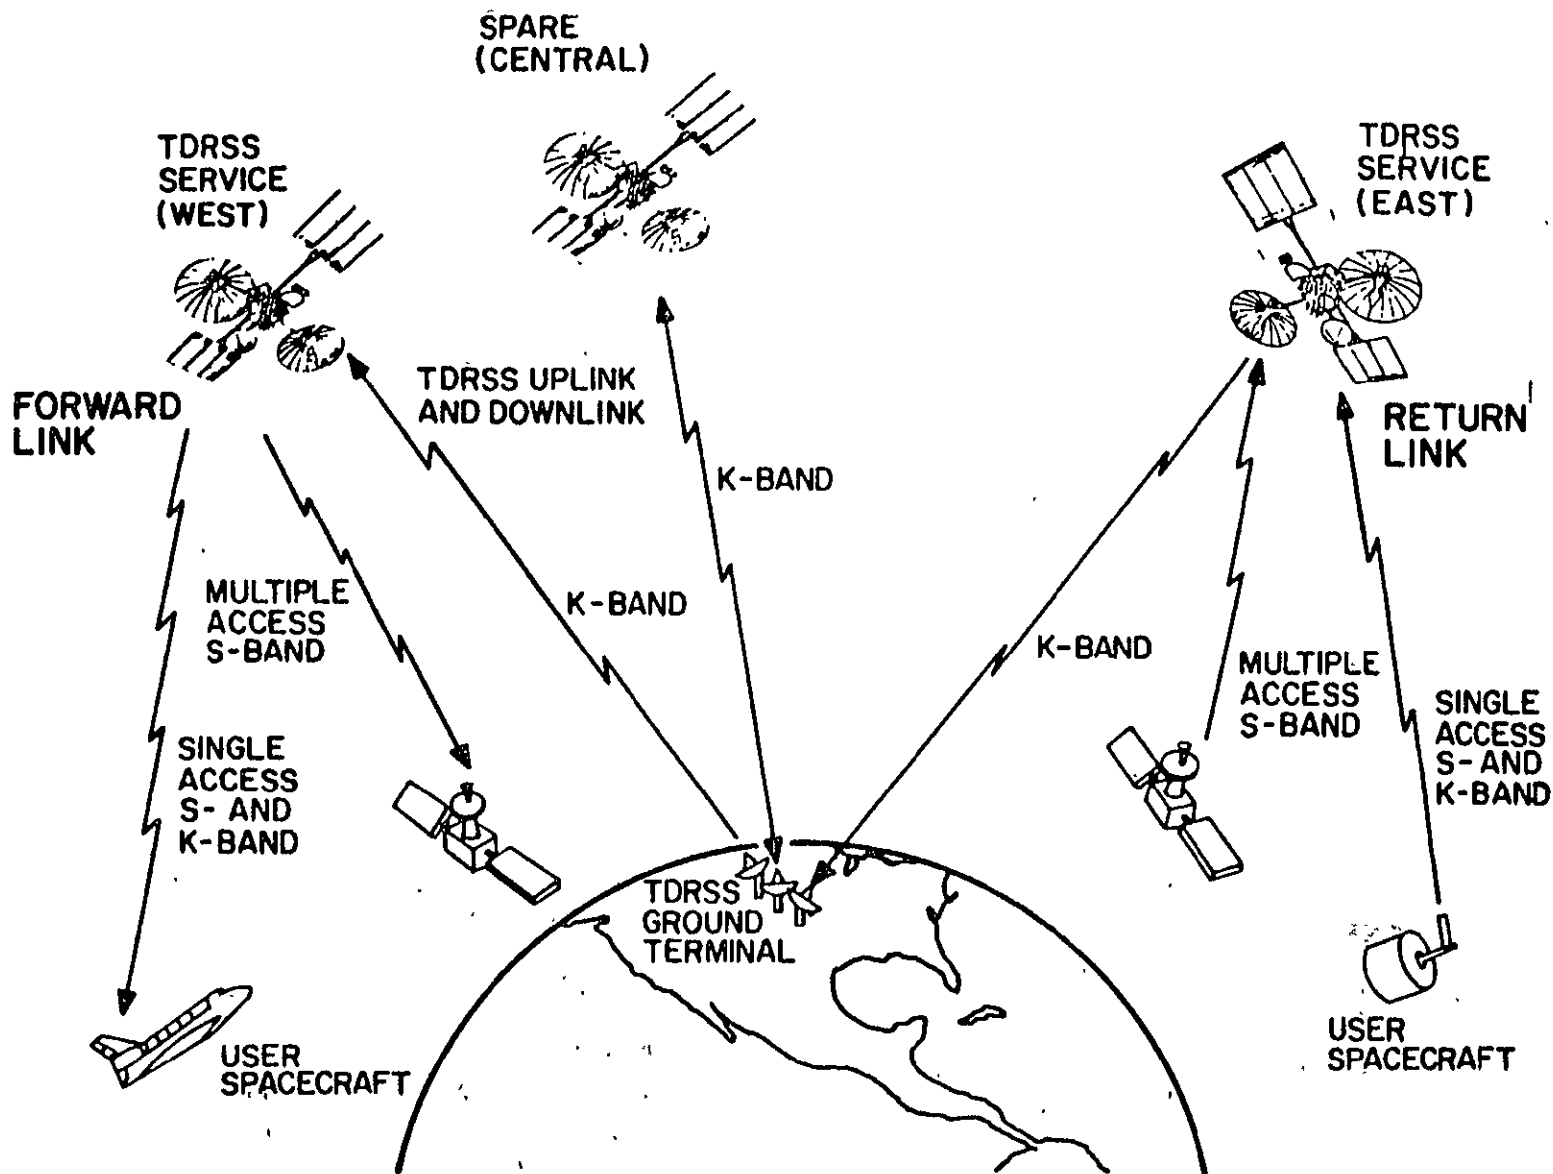 SPARE
(CENTRAL)
TDRSS
SERVICE
(WEST)
TDRSS
SERVICE
(EAST)
FORWARD
LINK
TDRSS UPLINK
AND DOWNLINK
RETURN
LINK
K-BAND
MULTIPLE
ACCESS
S-BAND
K-BAND
K-BAND
MULTIPLE
ACCESS
S-BAND
SINGLE
ACCESS
S-AND
K-BAND
SINGLE
ACCESS
S- AND
K-BAND
TDRSS
GROUND
TERMINAL
USER
SPACECRAFT
USER
SPACECRAFT